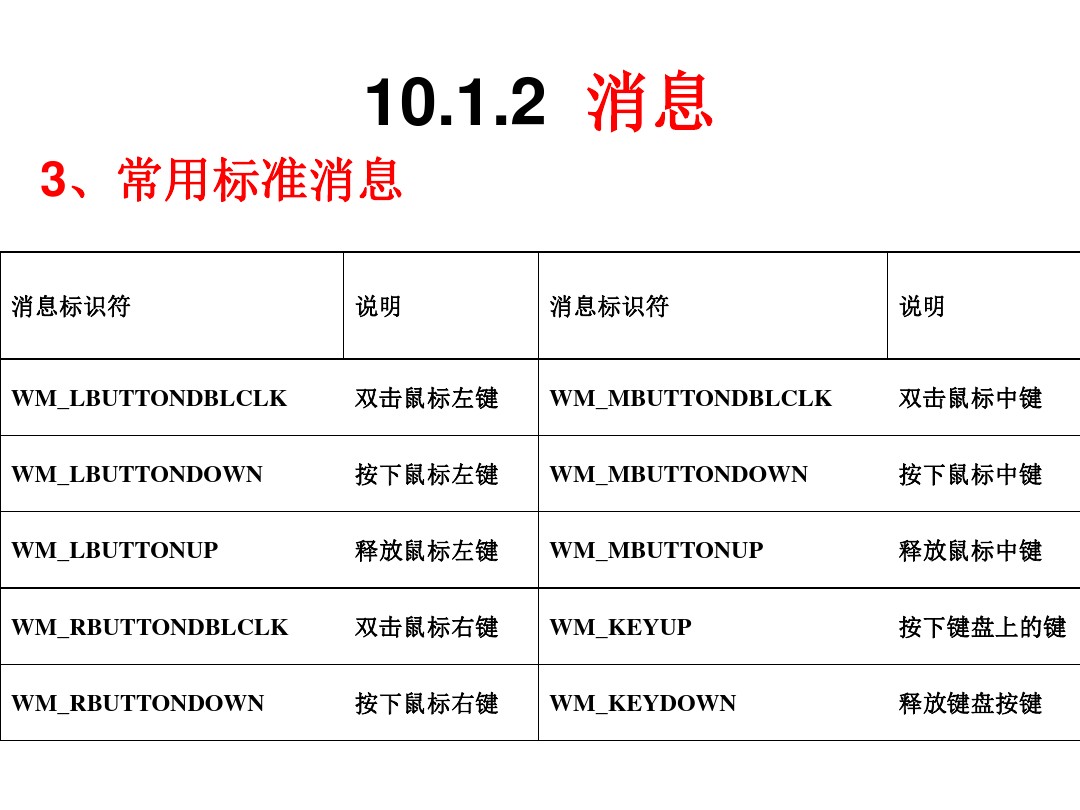 10.1.2 消息
3、常用标准消息
消息标识符 说明 消息标识符 说明
WM_LBUTTONDBLCLK 双击鼠标左键 WM_MBUTTONDBLCLK 双击鼠标中键
WM_LBUTTONDOWN 按下鼠标左键 WM_MBUTTONDOWN 按下鼠标中键
WM_LBUTTONUP 释放鼠标左键 WM_MBUTTONUP 释放鼠标中键
WM_RBUTTONDBLCLK 双击鼠标右键 WM_KEYUP 按下键盘上的键
WM_RBUTTONDOWN 按下鼠标右键 WM_KEYDOWN 释放键盘按键